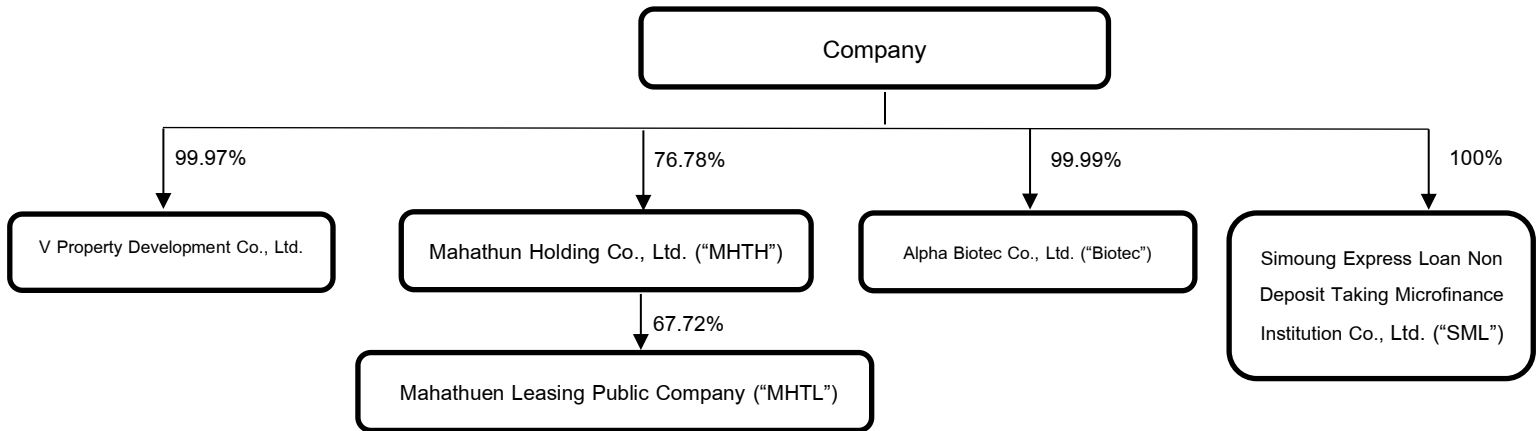 Company
99.97%
76.78%
99.99%
100%
V Property Development Co., Ltd.
Mahathun Holding Co., Ltd. (“MHTH”)
Alpha Biotec Co., Ltd. (“Biotec”)
Simoung Express Loan Non
Deposit Taking Microfinance
Institution Co., Ltd. (“SML”)
67.72%
Mahathuen Leasing Public Company (“MHTL”)